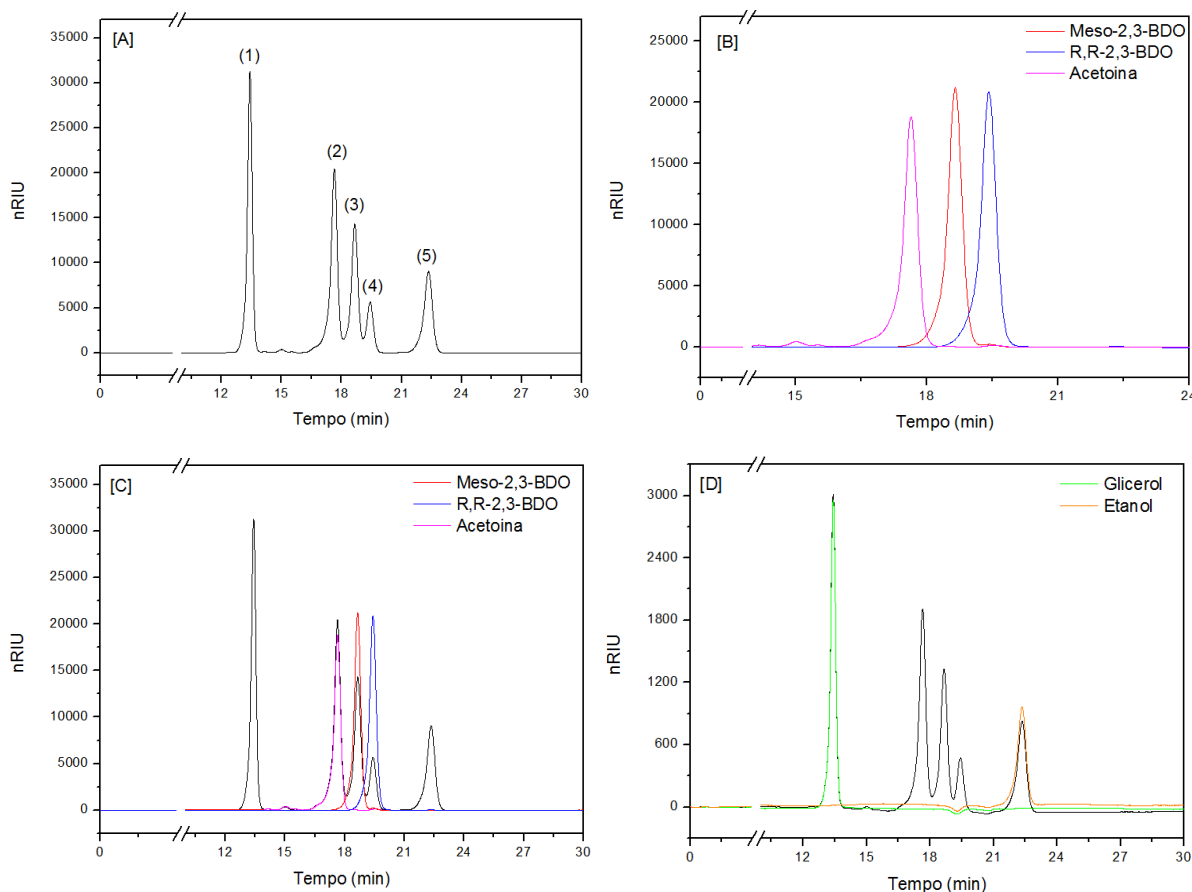 [A]
(1)
(2)
(3)
(4)
(5)
35000
30000
25000
20000
15000
10000
5000
0
nRIU
0 12 15 18 21 24 27 30
Tempo (min)
[B]
Meso-2,3-BDO
R,R-2,3-BDO
Acetoina
25000
20000
15000
10000
5000
0
nRIU
0 15 18 21 24
Tempo (min)
[C]
Meso-2,3-BDO
R,R-2,3-BDO
Acetoina
35000
30000
25000
20000
15000
10000
5000
0
nRIU
0 12 15 18 21 24 27 30
Tempo (min)
[D]
Glicerol
Etanol
3000
2400
1800
1200
600
0
nRIU
0 12 15 18 21 24 27 30
Tempo (min)